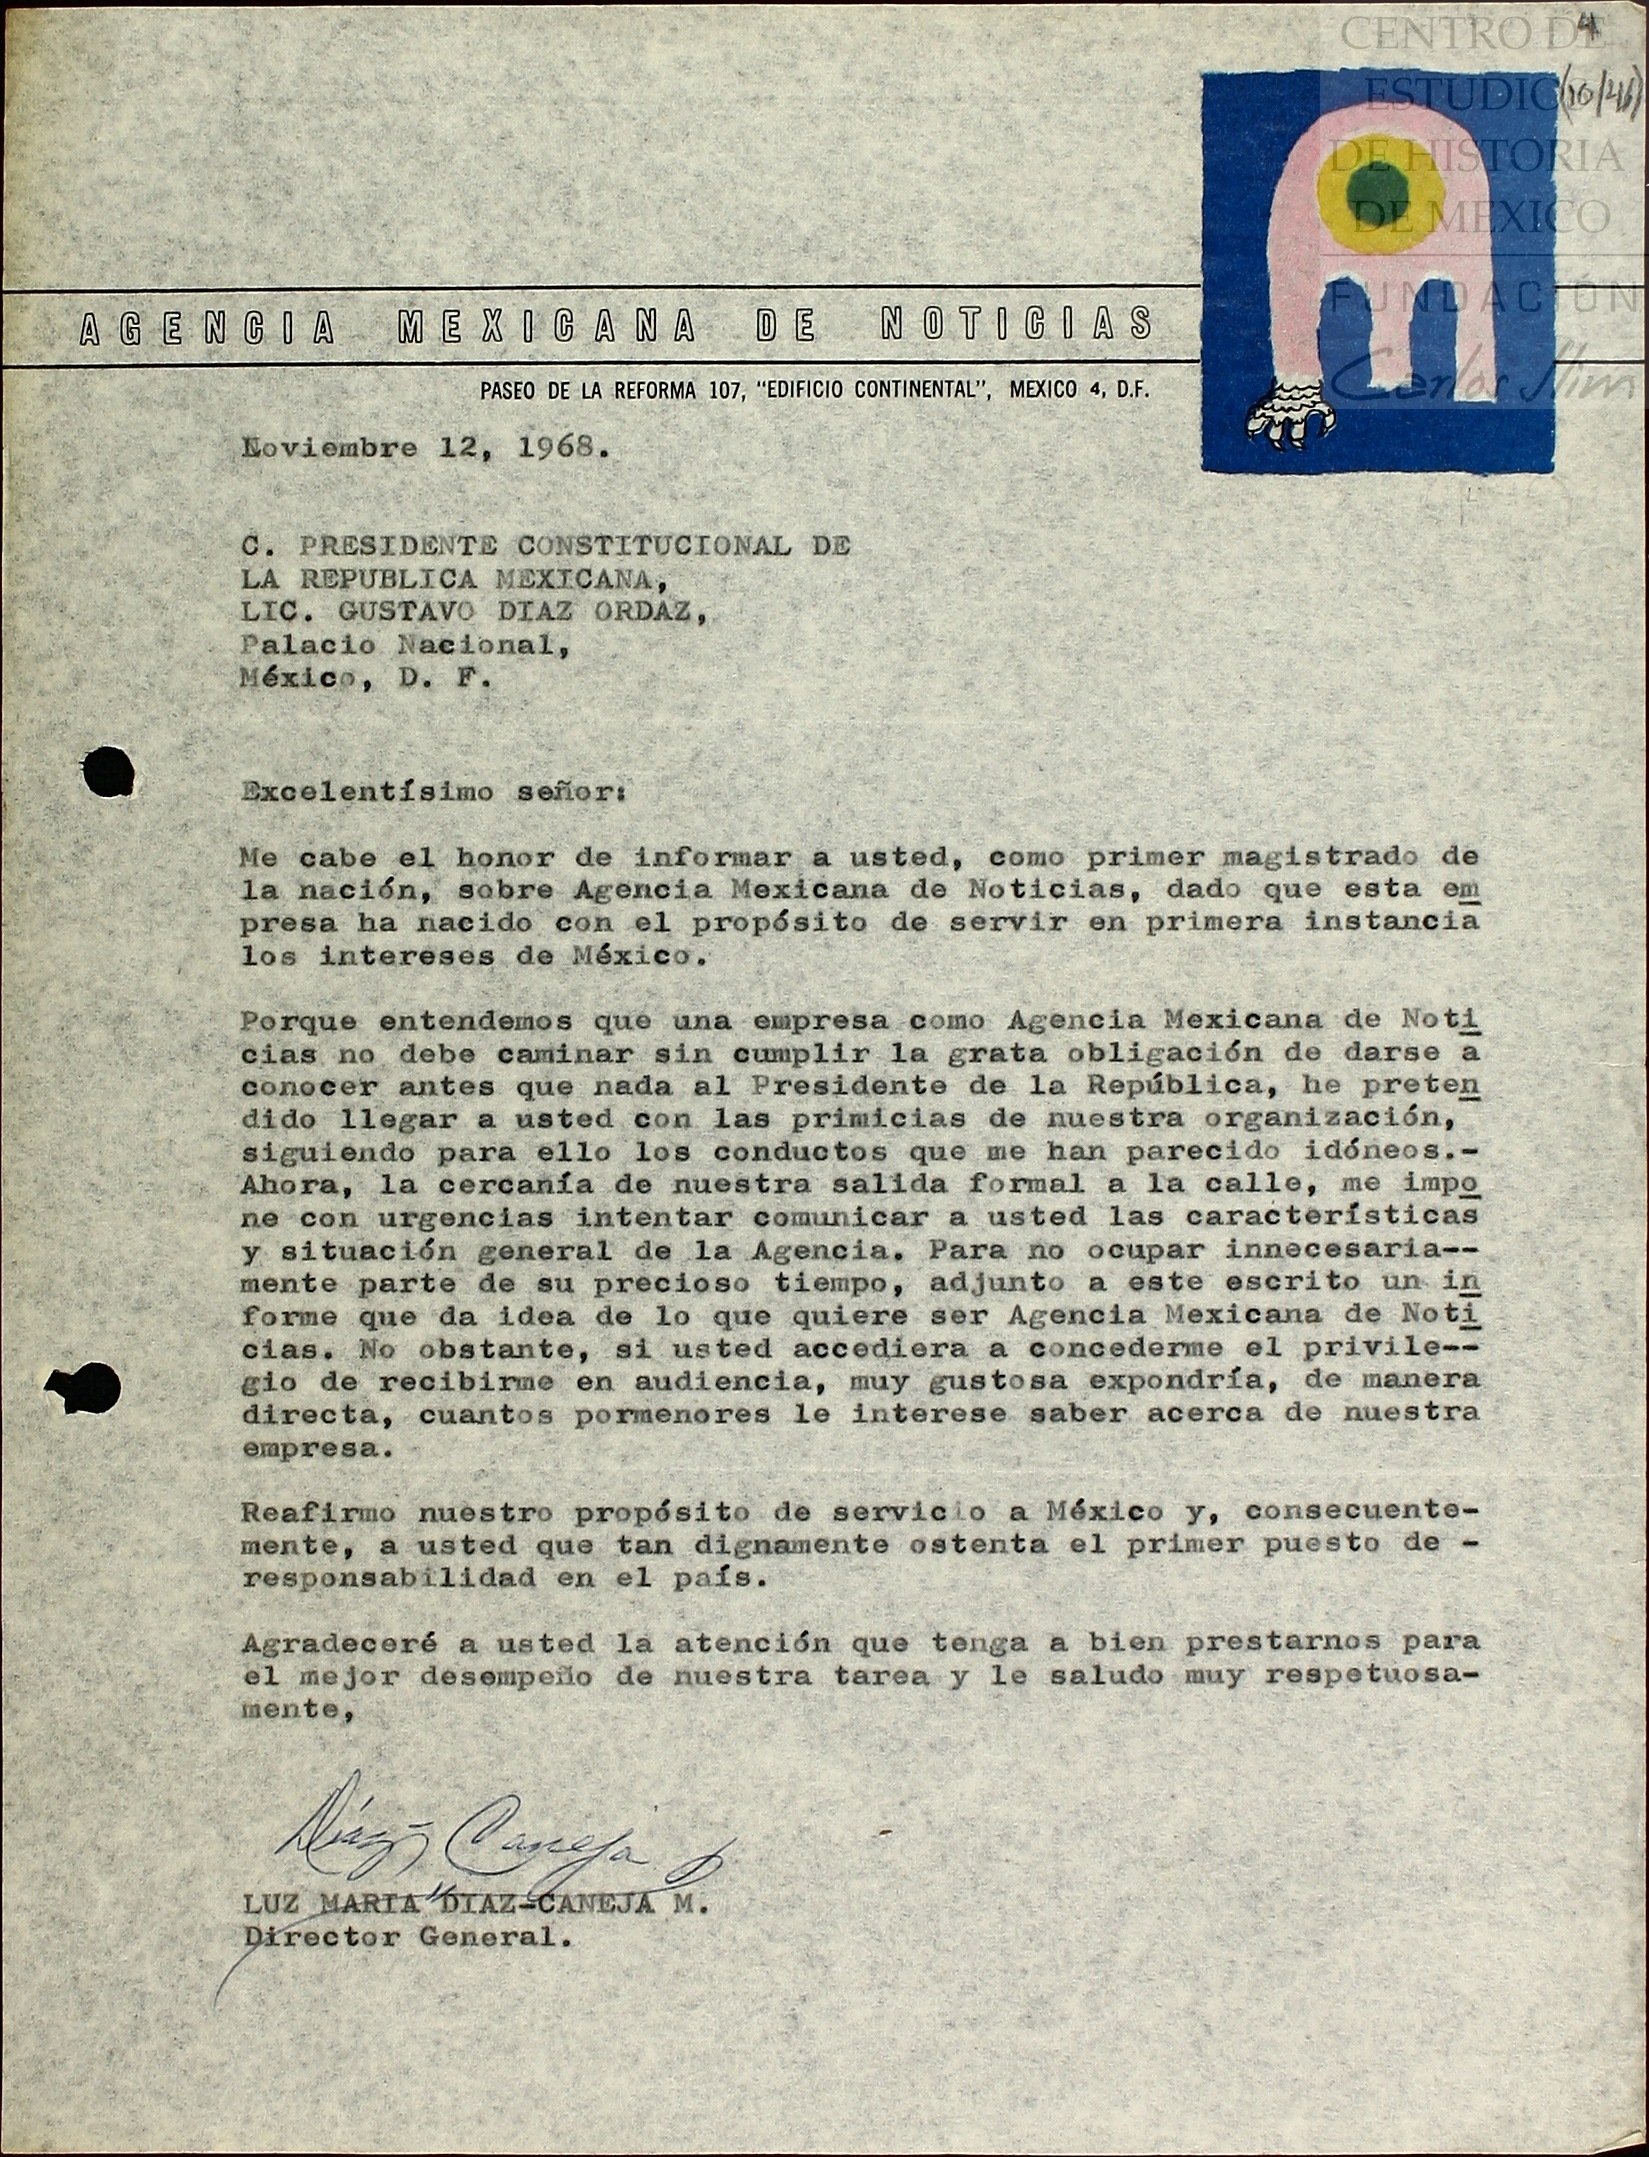 4
CENTRO DE
ESTUDIOS
DE HISTORIA
DE MEXICO
FUNDACIÓN
Carlos Slim
AGENCIA MEXICANA DE NOTICIAS
PASEO DE LA REFORMA 107, "EDIFICIO CONTINENTAL", MEXICO 4, D.F.
Noviembre 12, 1968.
C. PRESIDENTE CONSTITUCIONAL DE
LA REPUBLICA MEXICANA,
LIC. GUSTAVO DIAZ ORDAZ,
Palacio Nacional,
México, D. F.
Excelentísimo señor:
Me cabe el honor de informar a usted, como primer magistrado de
la nación, sobre Agencia Mexicana de Noticias, dado que esta em
presa ha nacido con el propósito de servir en primera instancia
los intereses de México.
Porque entendemos que una empresa como Agencia Mexicana de Noti
cias no debe caminar sin cumplir la grata obligación de darse a
conocer antes que nada al Presidente de la República, he preten
dido llegar a usted con las primicias de nuestra organización,
siguiendo para ello los conductos que me han parecido idóneos.-
Ahora, la cercanía de nuestra salida formal a la calle, me impo
ne con urgencias intentar comunicar a usted las características
y situación general de la Agencia. Para no ocupar innecesaria--
mente parte de su precioso tiempo, adjunto a este escrito un in
forme que da idea de lo que quiere ser Agencia Mexicana de Noti
cias. No obstante, si usted accediera a concederme el privile--
gio de recibirme en audiencia, muy gustosa expondría, de manera
directa, cuantos pormenores le interese saber acerca de nuestra
empresa.
Reafirmo nuestro propósito de servicio a México y, consecuente-
mente, a usted que tan dignamente ostenta el primer puesto de -
responsabilidad en el país.
Agradeceré a usted la atención que tenga a bien prestarnos para
el mejor desempeño de nuestra tarea y le saludo muy respetuosa-
mente,
Díaz Caneja
LUZ MARIA DIAZ-CANEJA M.
Director General.